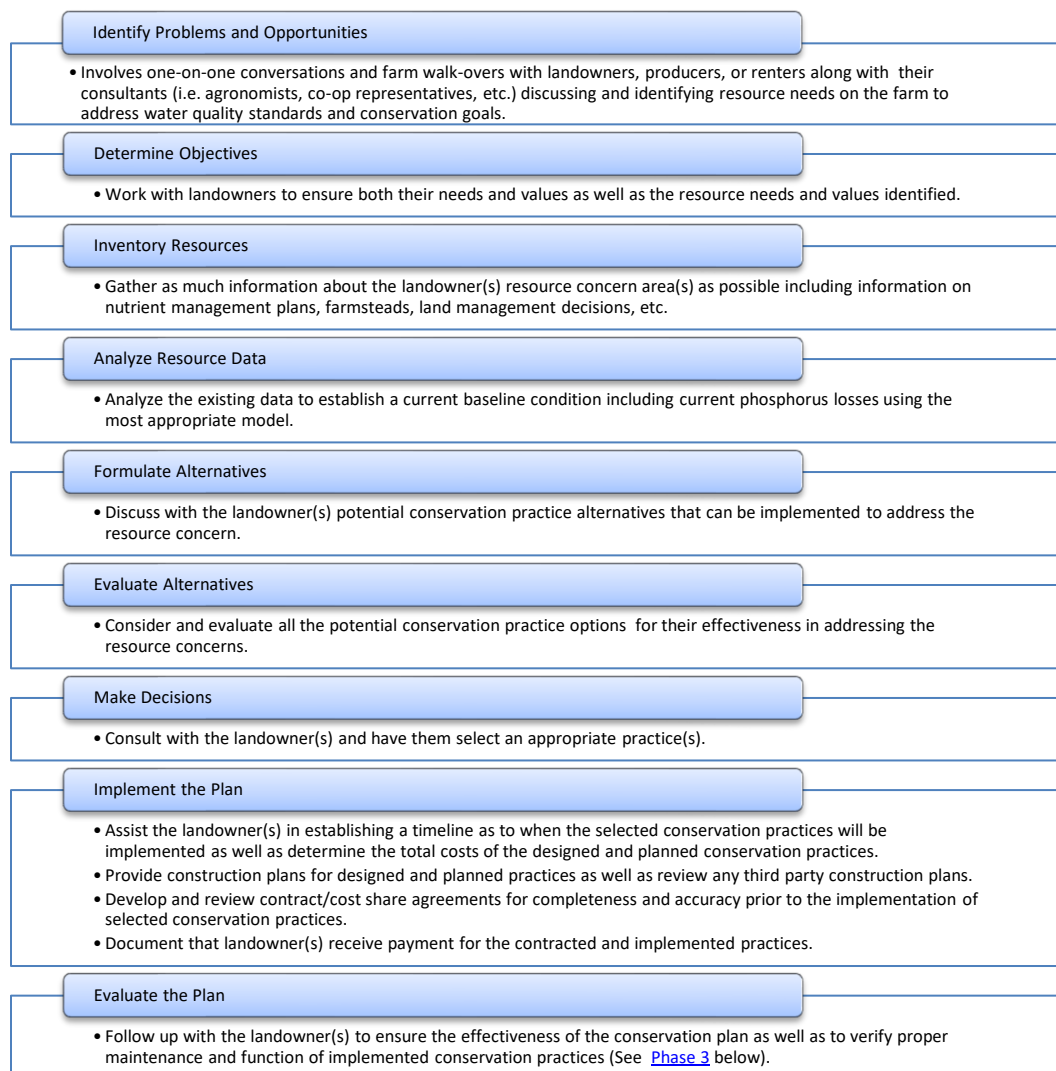 Identify Problems and Opportunities
• Involves one-on-one conversations and farm walk-overs with landowners, producers, or renters along with their
consultants (i.e. agronomists, co-op representatives, etc.) discussing and identifying resource needs on the farm to
address water quality standards and conservation goals.
Determine Objectives
• Work with landowners to ensure both their needs and values as well as the resource needs and values identified.
Inventory Resources
• Gather as much information about the landowner(s) resource concern area(s) as possible including information on
nutrient management plans, farmsteads, land management decisions, etc.
Analyze Resource Data
• Analyze the existing data to establish a current baseline condition including current phosphorus losses using the
most appropriate model.
Formulate Alternatives
• Discuss with the landowner(s) potential conservation practice alternatives that can be implemented to address the
resource concern.
Evaluate Alternatives
• Consider and evaluate all the potential conservation practice options for their effectiveness in addressing the
resource concerns.
Make Decisions
• Consult with the landowner(s) and have them select an appropriate practice(s).
Implement the Plan
• Assist the landowner(s) in establishing a timeline as to when the selected conservation practices will be
implemented as well as determine the total costs of the designed and planned conservation practices.
• Provide construction plans for designed and planned practices as well as review any third party construction plans.
• Develop and review contract/cost share agreements for completeness and accuracy prior to the implementation of
selected conservation practices.
• Document that landowner(s) receive payment for the contracted and implemented practices.
Evaluate the Plan
• Follow up with the landowner(s) to ensure the effectiveness of the conservation plan as well as to verify proper
maintenance and function of implemented conservation practices (See Phase 3 below).